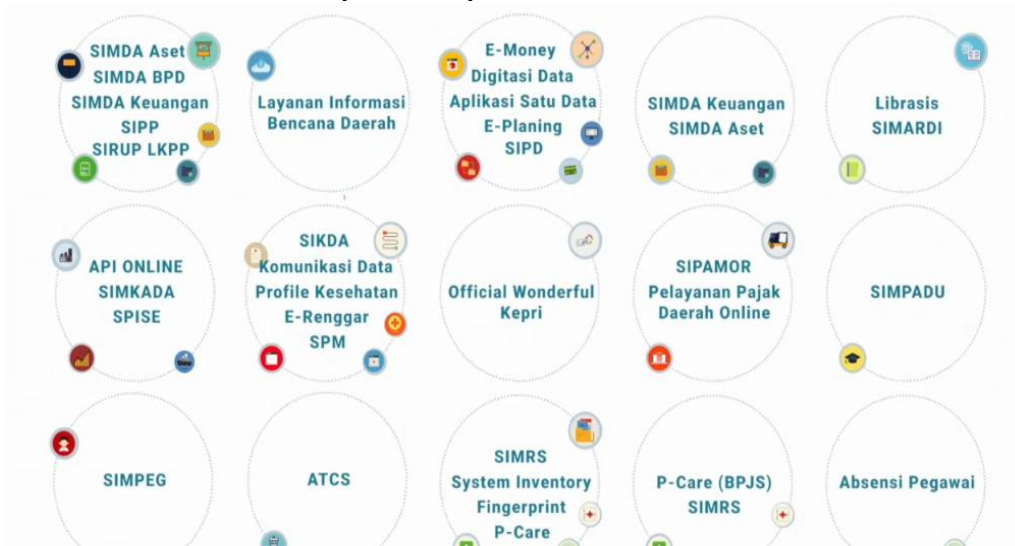 SIMDA Aset
SIMDA BPD
SIMDA Keuangan
SIPP
SIRUP LKPP
Layanan Informasi
Bencana Daerah
E-Money
Digitasi Data
Aplikasi Satu Data
E-Planing
SIPD
SIMDA Keuangan
SIMDA Aset
Librasis
SIMARDI
API ONLINE
SIMKADA
SPISE
SIKDA
Komunikasi Data
Profile Kesehatan
E-Renggar
SPM
Official Wonderful
Kepri
SIPAMOR
Pelayanan Pajak
Daerah Online
SIMPADU
SIMPEG
ATCS
SIMRS
System Inventory
Fingerprint
P-Care
P-Care (BPJS)
SIMRS
Absensi Pegawai